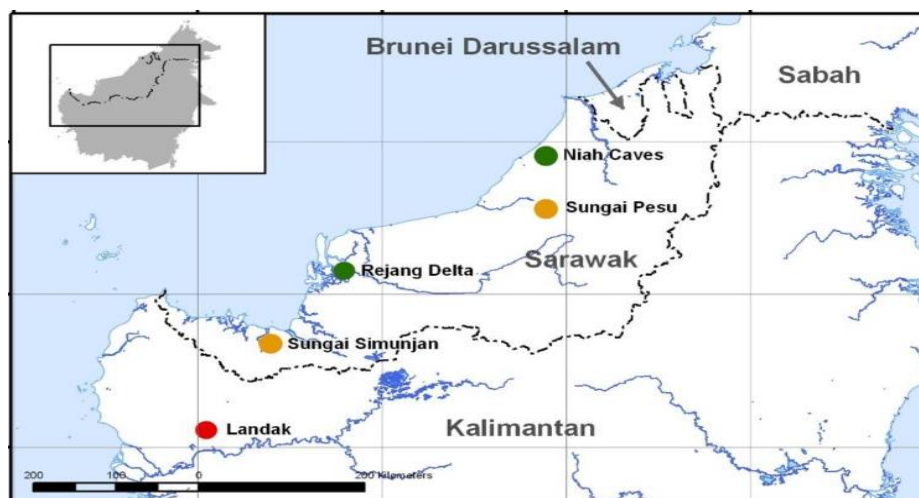 Brunei Darussalam
Sabah
Niah Caves
Sungai Pesu
Sarawak
Rejang Delta
Sungai Simunjan
Landak
Kalimantan
200 100 0 200 Kilometers